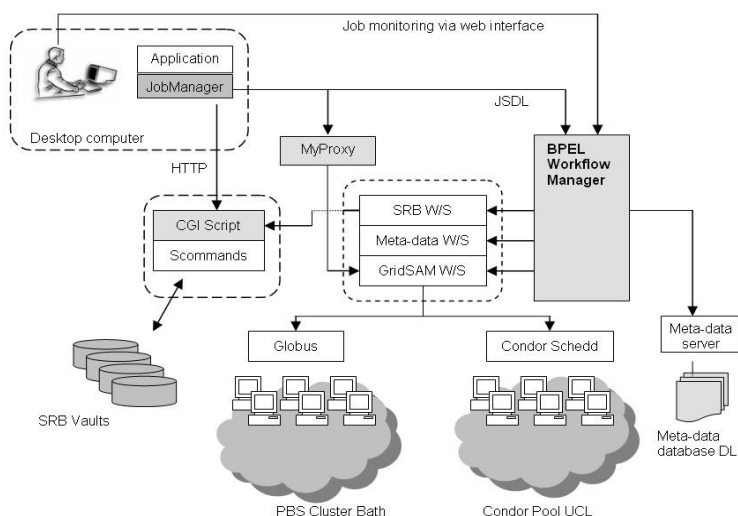 Job monitoring via web interface
Application
JobManager
JSDL
Desktop computer
MyProxy
BPEL
Workflow
Manager
HTTP
SRB W/S
CGI Script
Meta-data W/S
Scommands
GridSAM W/S
Globus
Condor Schedd
Meta-data
server
SRB Vaults
Meta-data
database DL
PBS Cluster Bath
Condor Pool UCL